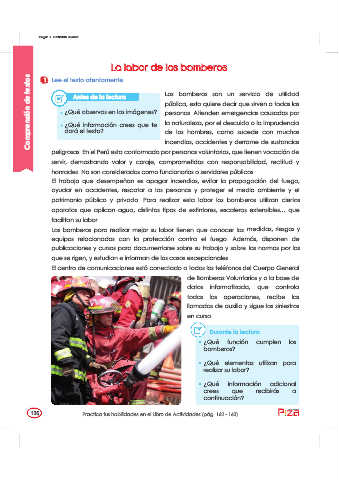 Comprensión de textos
La labor de los bomberos
1 Lee el texto atentamente.
Antes de la lectura
• ¿Qué observas en las imágenes?
• ¿Qué información crees que te
dará el texto?
Los bomberos son un servicio de utilidad
pública, esto quiere decir que sirven a todas las
personas. Atienden emergencias causadas por
la naturaleza, por el descuido o la imprudencia
de los hombres, como sucede con muchos
incendios, accidentes y derrame de sustancias
peligrosas. En el Perú está conformado por personas voluntarias, que tienen vocación de
servir, demostrando valor y coraje, comprometidos con responsabilidad, rectitud y
honradez. No son considerados como funcionarios o servidores públicos.
El trabajo que desempeñan es apagar incendios, evitar la propagación del fuego,
ayudar en accidentes, rescatar a las personas y proteger el medio ambiente y el
patrimonio público y privado. Para realizar esta labor los bomberos utilizan ciertos
aparatos que aplican agua, distintos tipos de extintores, escaleras extensibles... que
facilitan su labor.
Los bomberos para realizar mejor su labor tienen que conocer las medidas, riesgos y
equipos relacionados con la protección contra el fuego. Además, disponen de
publicaciones y cursos para documentarse sobre su trabajo y sobre las normas por las
que se rigen, y estudian e informan de los casos excepcionales.
El centro de comunicaciones está conectado a todos los teléfonos del Cuerpo General
de Bomberos Voluntarios y a la base de
datos informatizada, que controla
todas las operaciones, recibe las
llamadas de auxilio y sigue los siniestros
en curso.
Durante la lectura
• ¿Qué función cumplen los
bomberos?
• ¿Qué elementos utilizan para
realizar su labor?
• ¿Qué información adicional
crees que recibirás a
continuación?
136
Practica tus habilidades en el Libro de Actividades (pág. 162 - 163)